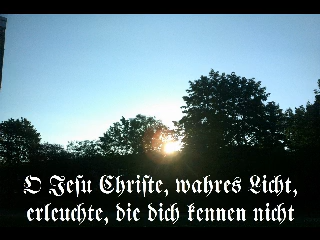 O Jeſu Chriſte, wahres Licht,
erleuchte, die dich kennen nicht